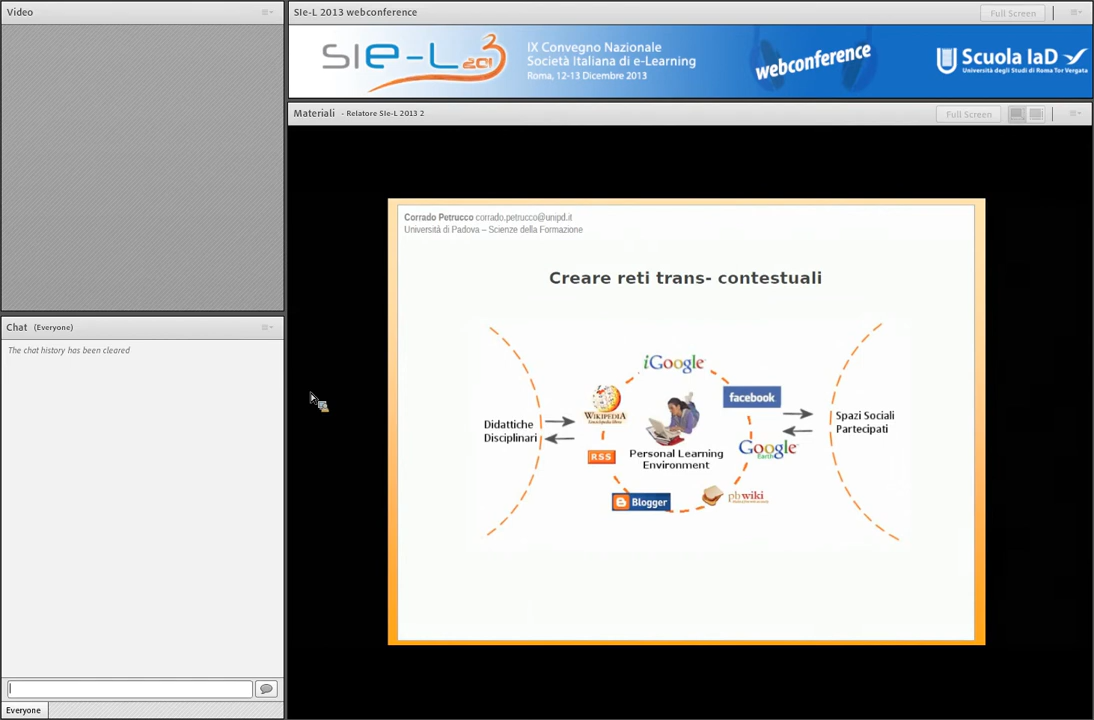 Video
SIe-L 2013 webconference
Full Screen
SIe-L 2013
IX Convegno Nazionale
Società Italiana di e-Learning
Roma, 12-13 Dicembre 2013
webconference
Scuola IaD
Università degli Studi di Roma Tor Vergata
Materiali - Relatore SIe-L 2013 2
Full Screen
Corrado Petrucco corrado.petrucco@unipd.it
Università di Padova – Scienze della Formazione
Creare reti trans- contestuali
iGoogle
WIKIPEDIA
facebook
Didattiche
Disciplinari
Spazi Sociali
Partecipati
Google
Earth
RSS
Personal Learning
Environment
Blogger
pbwiki
Chat (Everyone)
The chat history has been cleared
Everyone